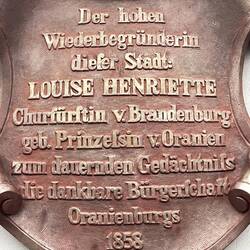 Der hohen
Wiederbegründerin
dieser Stadt:
LOUISE HENRIETTE
Churfürstin v. Brandenburg
geb. Prinzessin v. Oranien
zum dauernden Gedächtniss
die dankbare Bürgerschaft
Oranienburgs
1858